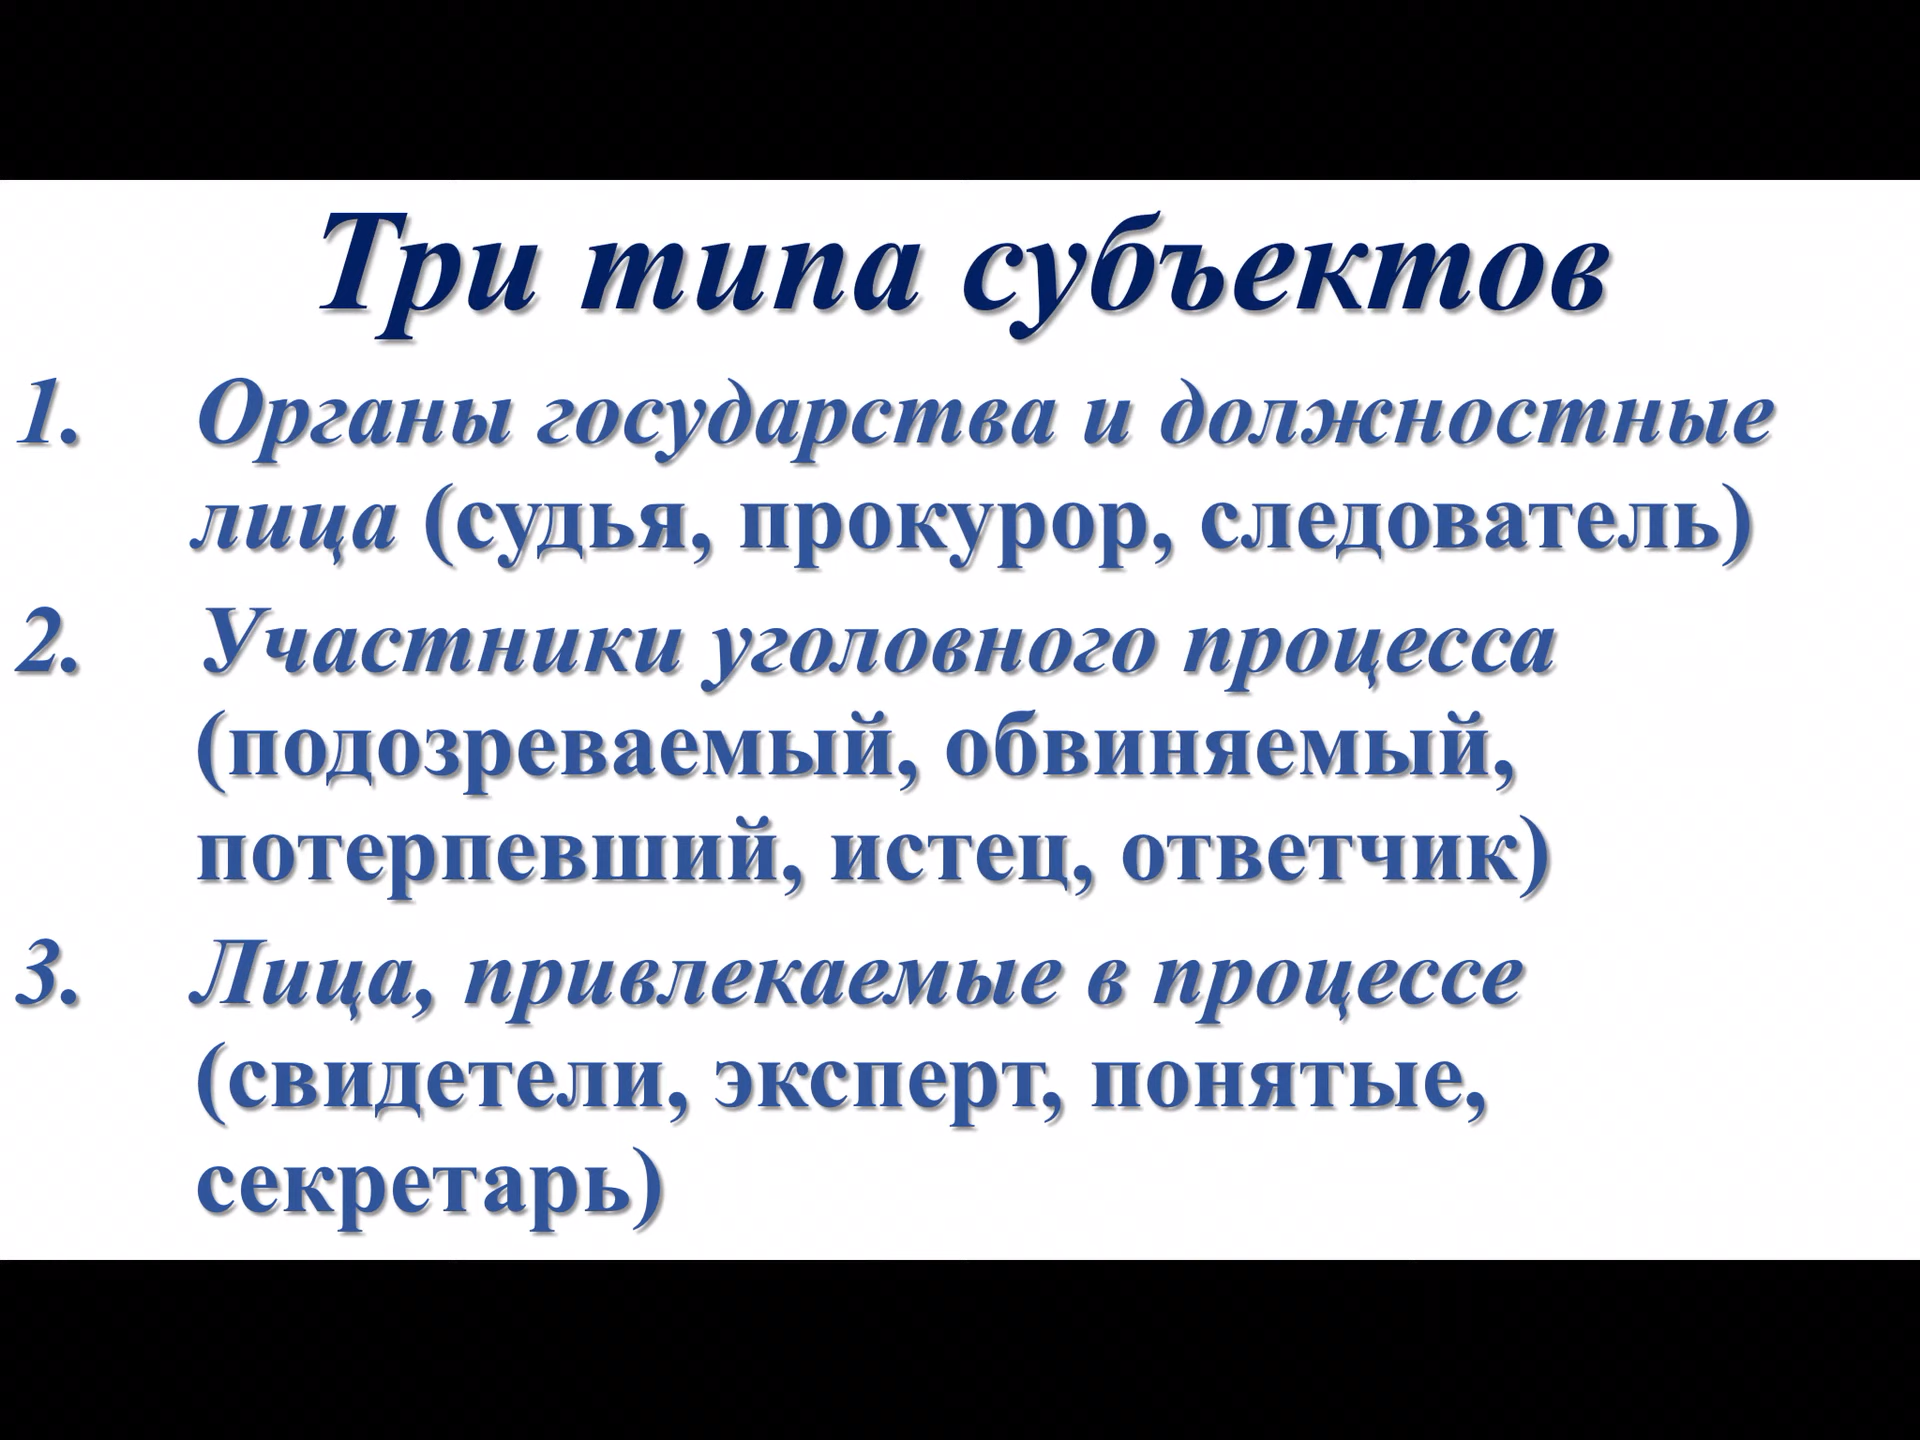 Три типа субъектов
1. Органы государства и должностные
лица (судья, прокурор, следователь)
2. Участники уголовного процесса
(подозреваемый, обвиняемый,
потерпевший, истец, ответчик)
3. Лица, привлекаемые в процессе
(свидетели, эксперт, понятые,
секретарь)